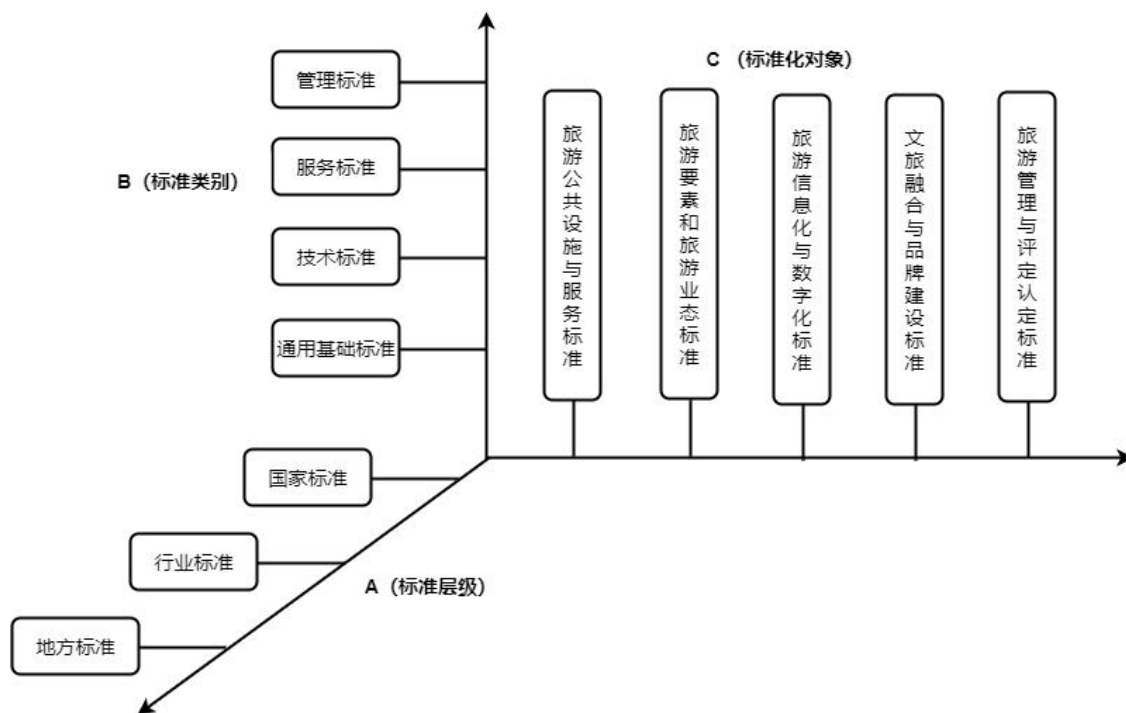 C （标准化对象）
管理标准
服务标准
B（标准类别）
技术标准
通用基础标准
旅游公共设施与服务标准
旅游要素和旅游业态标准
旅游信息化与数字化标准
文旅融合与品牌建设标准
旅游管理与评定认定标准
国家标准
行业标准
A（标准层级）
地方标准